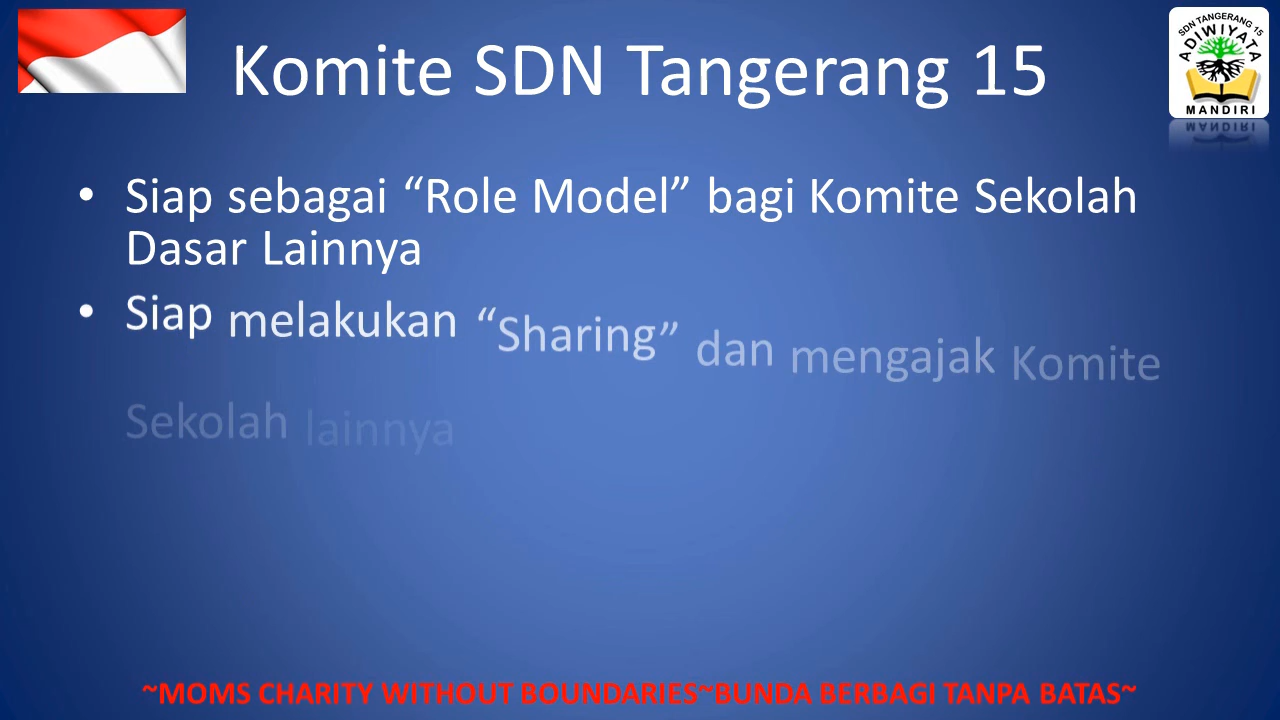 SDN TANGERANG 15
ADIWIYATA
MANDIRI
Komite SDN Tangerang 15
• Siap sebagai “Role Model” bagi Komite Sekolah
Dasar Lainnya
• Siap melakukan “Sharing” dan mengajak Komite
Sekolah lainnya
~MOMS CHARITY WITHOUT BOUNDARIES~BUNDA BERBAGI TANPA BATAS~